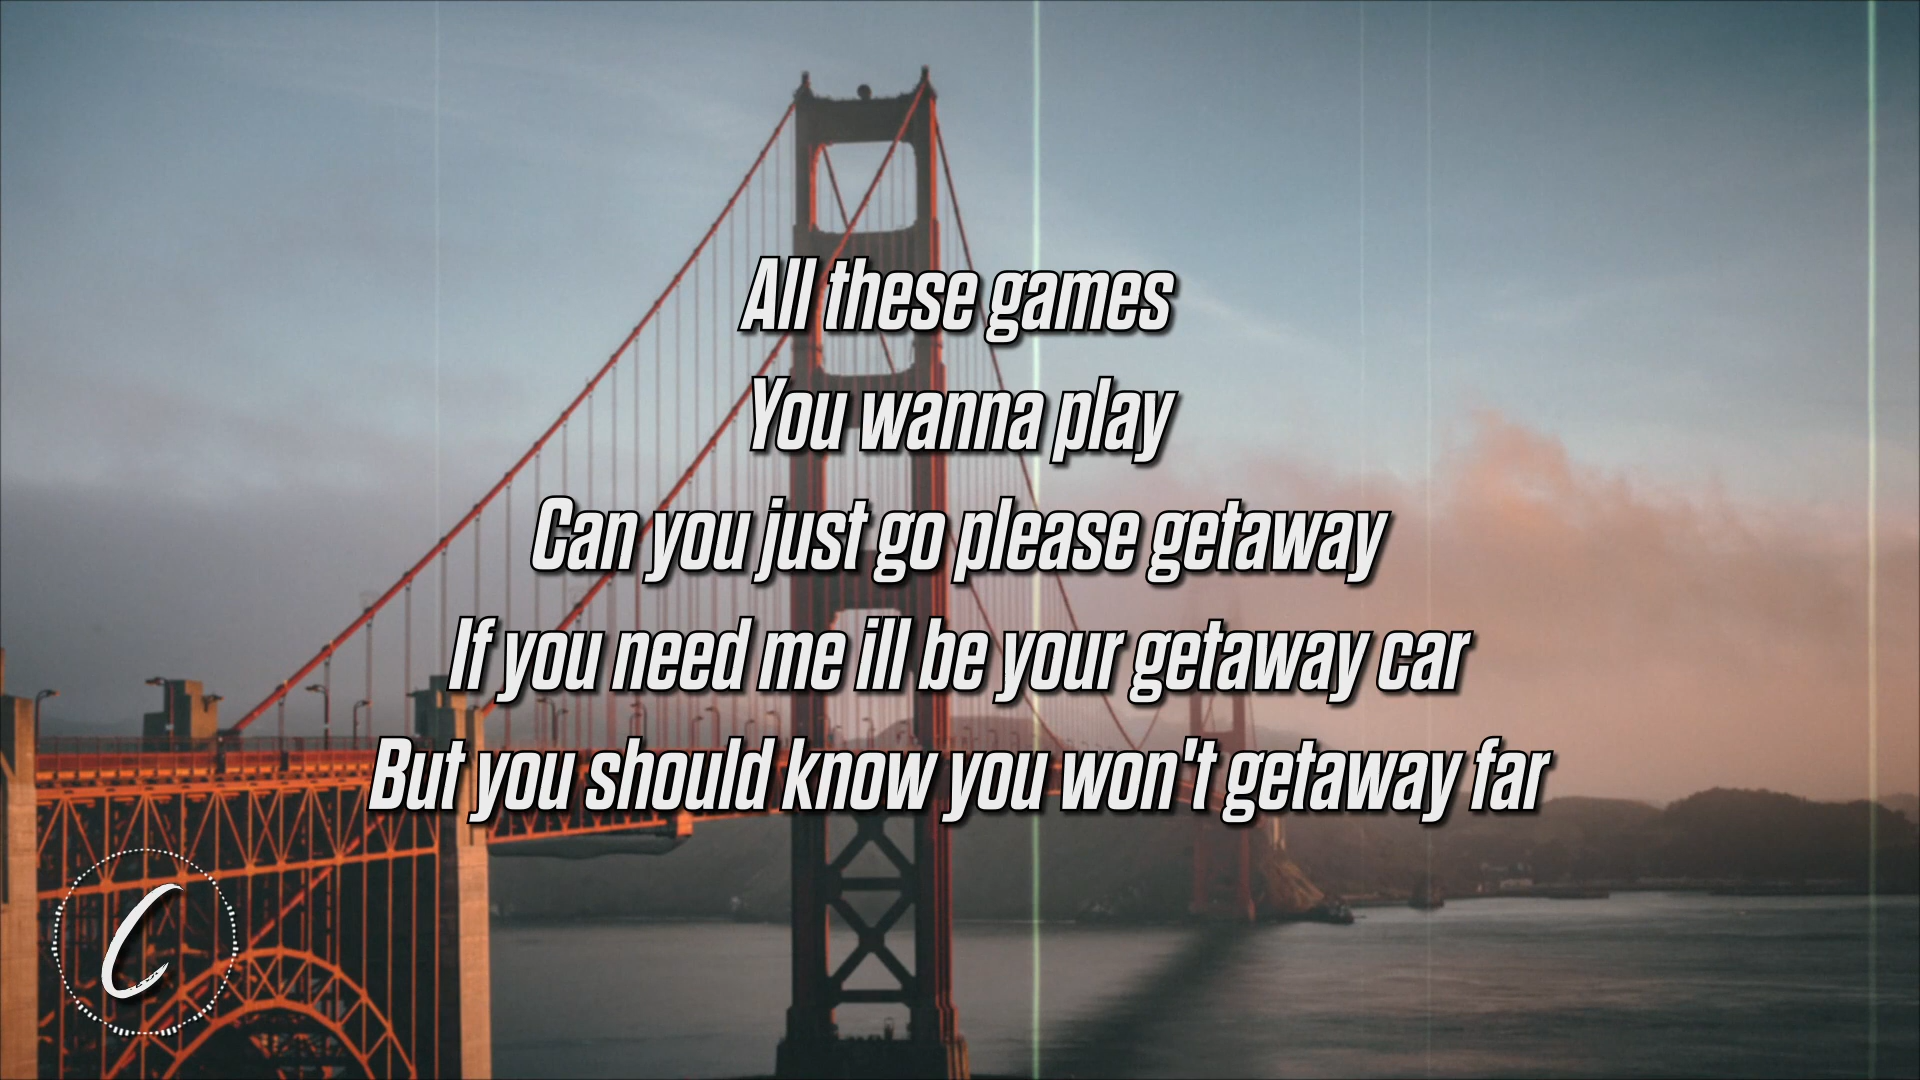 All these games
You wanna play
Can you just go please getaway
If you need me ill be your getaway car
But you should know you won't getaway far
C